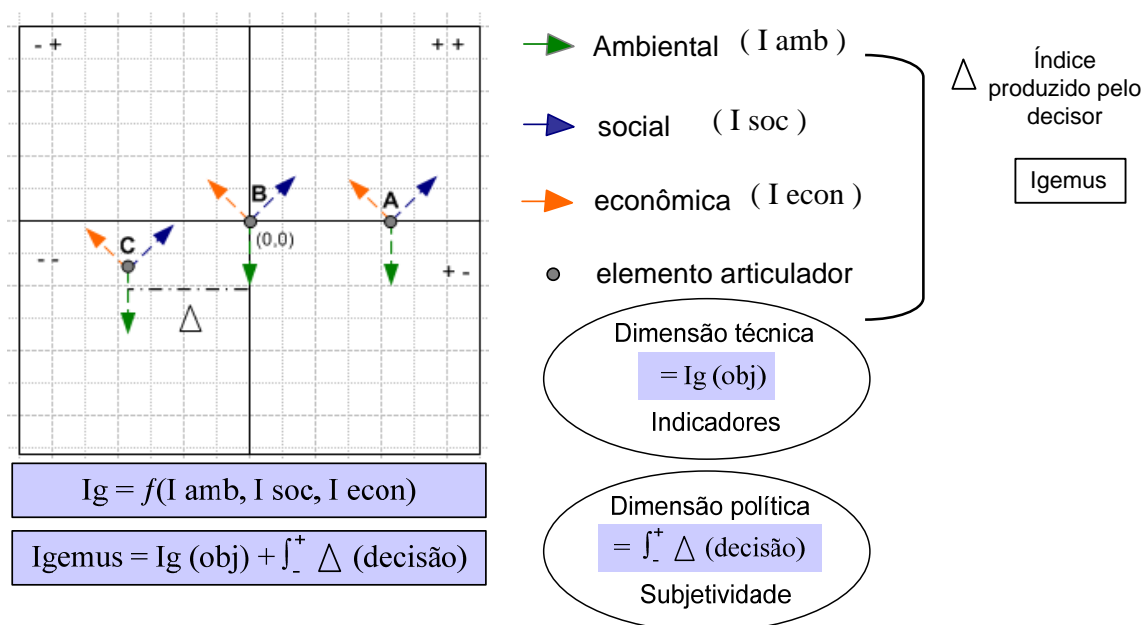 - +
+ +
B
A
(0,0)
C
- -
+ -
△
Ig = f(I amb, I soc, I econ)
Igemus = Ig (obj) + ∫₋⁺ △ (decisão)
Ambiental ( I amb )
social ( I soc )
econômica ( I econ )
elemento articulador
Dimensão técnica
= Ig (obj)
Indicadores
Dimensão política
= ∫₋⁺ △ (decisão)
Subjetividade
△ Índice
produzido pelo
decisor
Igemus